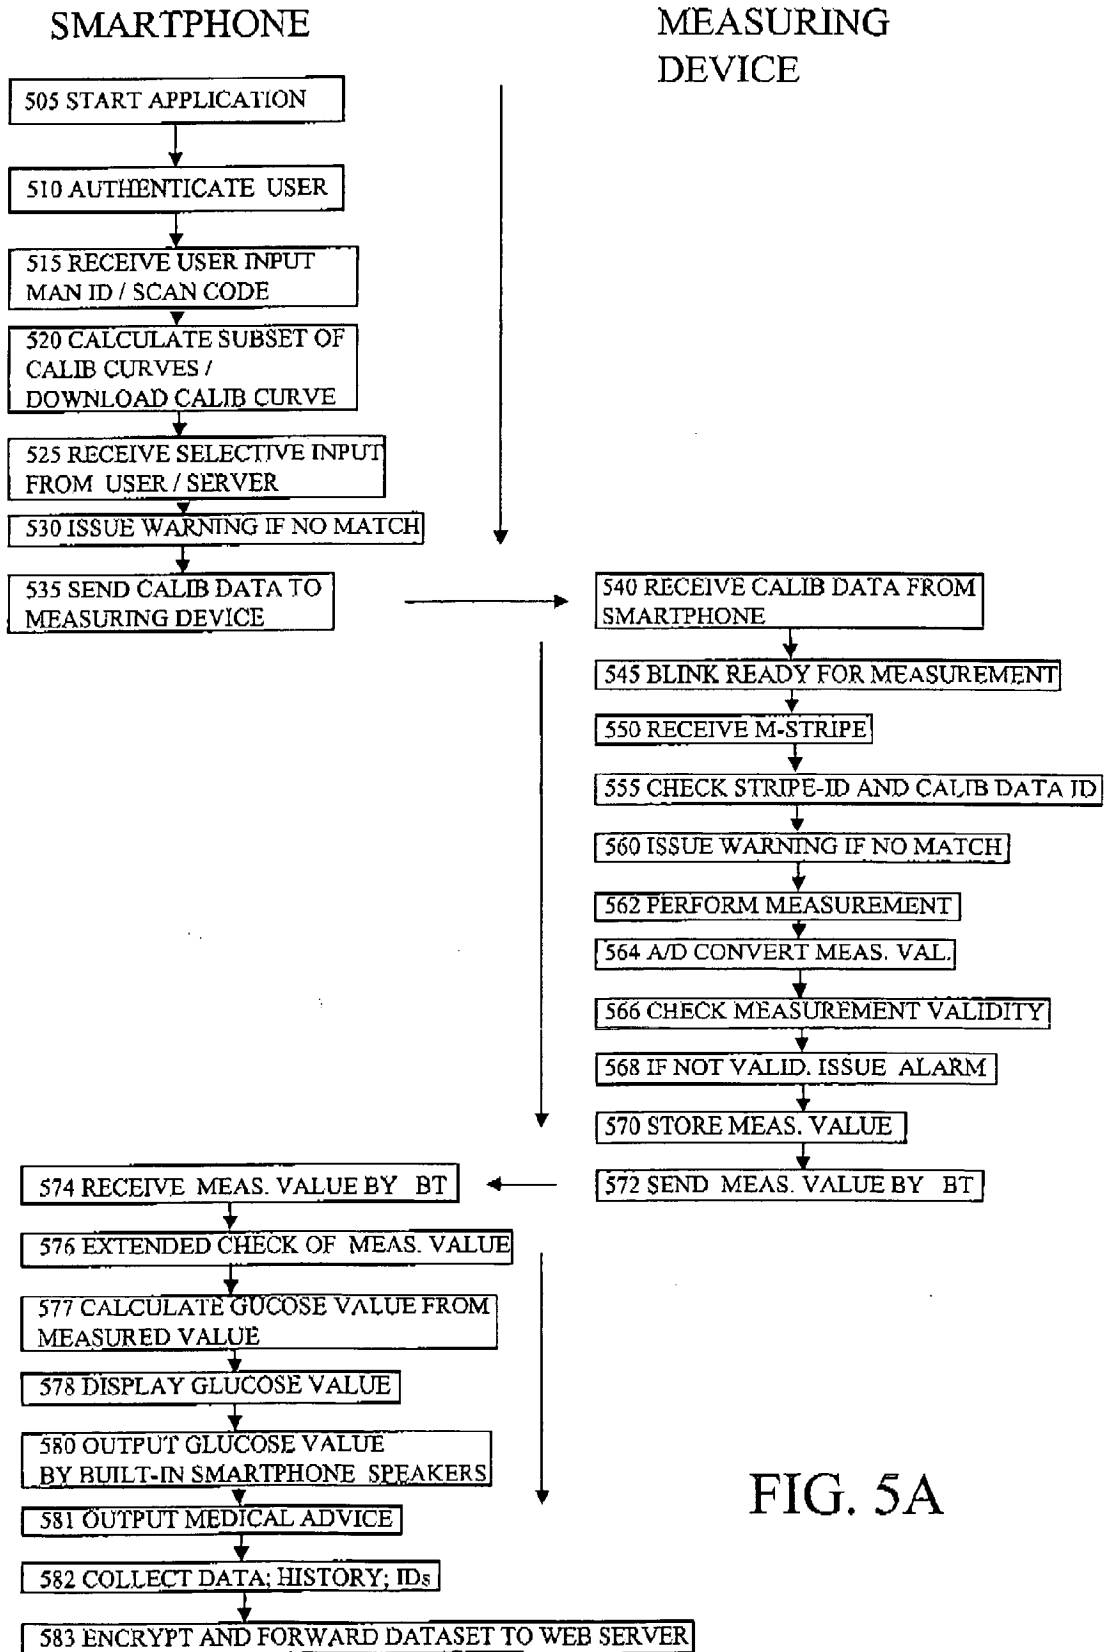 SMARTPHONE
MEASURING
DEVICE
505 START APPLICATION
510 AUTHENTICATE USER
515 RECEIVE USER INPUT
MAN ID / SCAN CODE
520 CALCULATE SUBSET OF
CALIB CURVES /
DOWNLOAD CALIB CURVE
525 RECEIVE SELECTIVE INPUT
FROM USER / SERVER
530 ISSUE WARNING IF NO MATCH
535 SEND CALIB DATA TO
MEASURING DEVICE
540 RECEIVE CALIB DATA FROM
SMARTPHONE
545 BLINK READY FOR MEASUREMENT
550 RECEIVE M-STRIPE
555 CHECK STRIPE-ID AND CALIB DATA ID
560 ISSUE WARNING IF NO MATCH
562 PERFORM MEASUREMENT
564 A/D CONVERT MEAS. VAL.
566 CHECK MEASUREMENT VALIDITY
568 IF NOT VALID. ISSUE ALARM
570 STORE MEAS. VALUE
572 SEND MEAS. VALUE BY BT
574 RECEIVE MEAS. VALUE BY BT
576 EXTENDED CHECK OF MEAS. VALUE
577 CALCULATE GUCOSE VALUE FROM
MEASURED VALUE
578 DISPLAY GLUCOSE VALUE
580 OUTPUT GLUCOSE VALUE
BY BUILT-IN SMARTPHONE SPEAKERS
581 OUTPUT MEDICAL ADVICE
582 COLLECT DATA; HISTORY; IDs
583 ENCRYPT AND FORWARD DATASET TO WEB SERVER
FIG. 5A